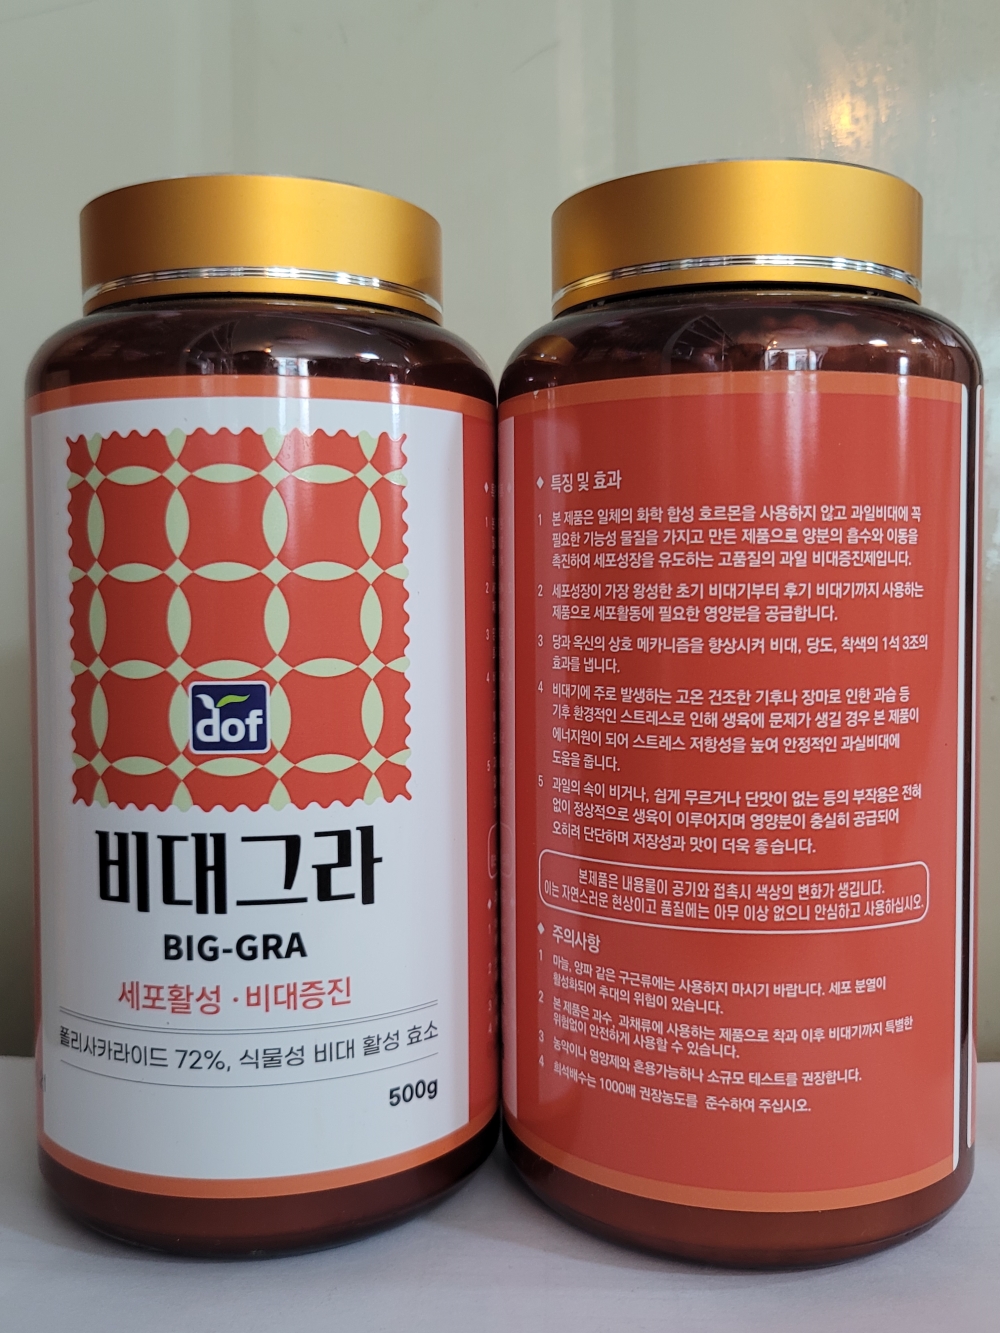 dof
비대그라
BIG-GRA
세포활성 · 비대증진
폴리사카라이드 72%, 식물성 비대 활성 효소
500g
◆ 특징 및 효과
1 본 제품은 일체의 화학 합성 호르몬을 사용하지 않고 과일비대에 꼭
필요한 기능성 물질을 가지고 만든 제품으로 양분의 흡수와 이동을
촉진하여 세포성장을 유도하는 고품질의 과일 비대증진제입니다.
2 세포성장이 가장 왕성한 초기 비대기부터 후기 비대기까지 사용하는
제품으로 세포활동에 필요한 영양분을 공급합니다.
3 당과 옥신의 상호 메카니즘을 향상시켜 비대, 당도, 착색의 1석 3조의
효과를 냅니다.
4 비대기에 주로 발생하는 고온 건조한 기후나 장마로 인한 과습 등
기후 환경적인 스트레스로 인해 생육에 문제가 생길 경우 본 제품이
에너지원이 되어 스트레스 저항성을 높여 안정적인 과실비대에
도움을 줍니다.
5 과일의 속이 비거나, 쉽게 무르거나 단맛이 없는 등의 부작용은 전혀
없이 정상적으로 생육이 이루어지며 영양분이 충실히 공급되어
오히려 단단하며 저장성과 맛이 더욱 좋습니다.
본제품은 내용물이 공기와 접촉시 색상의 변화가 생깁니다.
이는 자연스러운 현상이고 품질에는 아무 이상 없으니 안심하고 사용하십시오.
◆ 주의사항
1 마늘, 양파 같은 구근류에는 사용하지 마시기 바랍니다. 세포 분열이
활성화되어 추대의 위험이 있습니다.
2 본 제품은 과수, 과채류에 사용하는 제품으로 착과 이후 비대기까지 특별한
위험없이 안전하게 사용할 수 있습니다.
3 농약이나 영양제와 혼용가능하나 소규모 테스트를 권장합니다.
4 희석배수는 1000배 권장농도를 준수하여 주십시오.